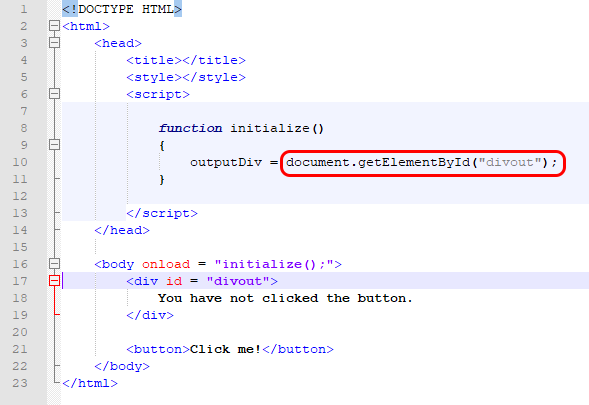 1 <!DOCTYPE HTML>
2 <html>
3 <head>
4 <title></title>
5 <style></style>
6 <script>
7
8 function initialize()
9 {
10 outputDiv = document.getElementById("divout");
11 }
12
13 </script>
14 </head>
15
16 <body onload = "initialize();">
17 <div id = "divout">
18 You have not clicked the button.
19 </div>
20
21 <button>Click me!</button>
22 </body>
23 </html>